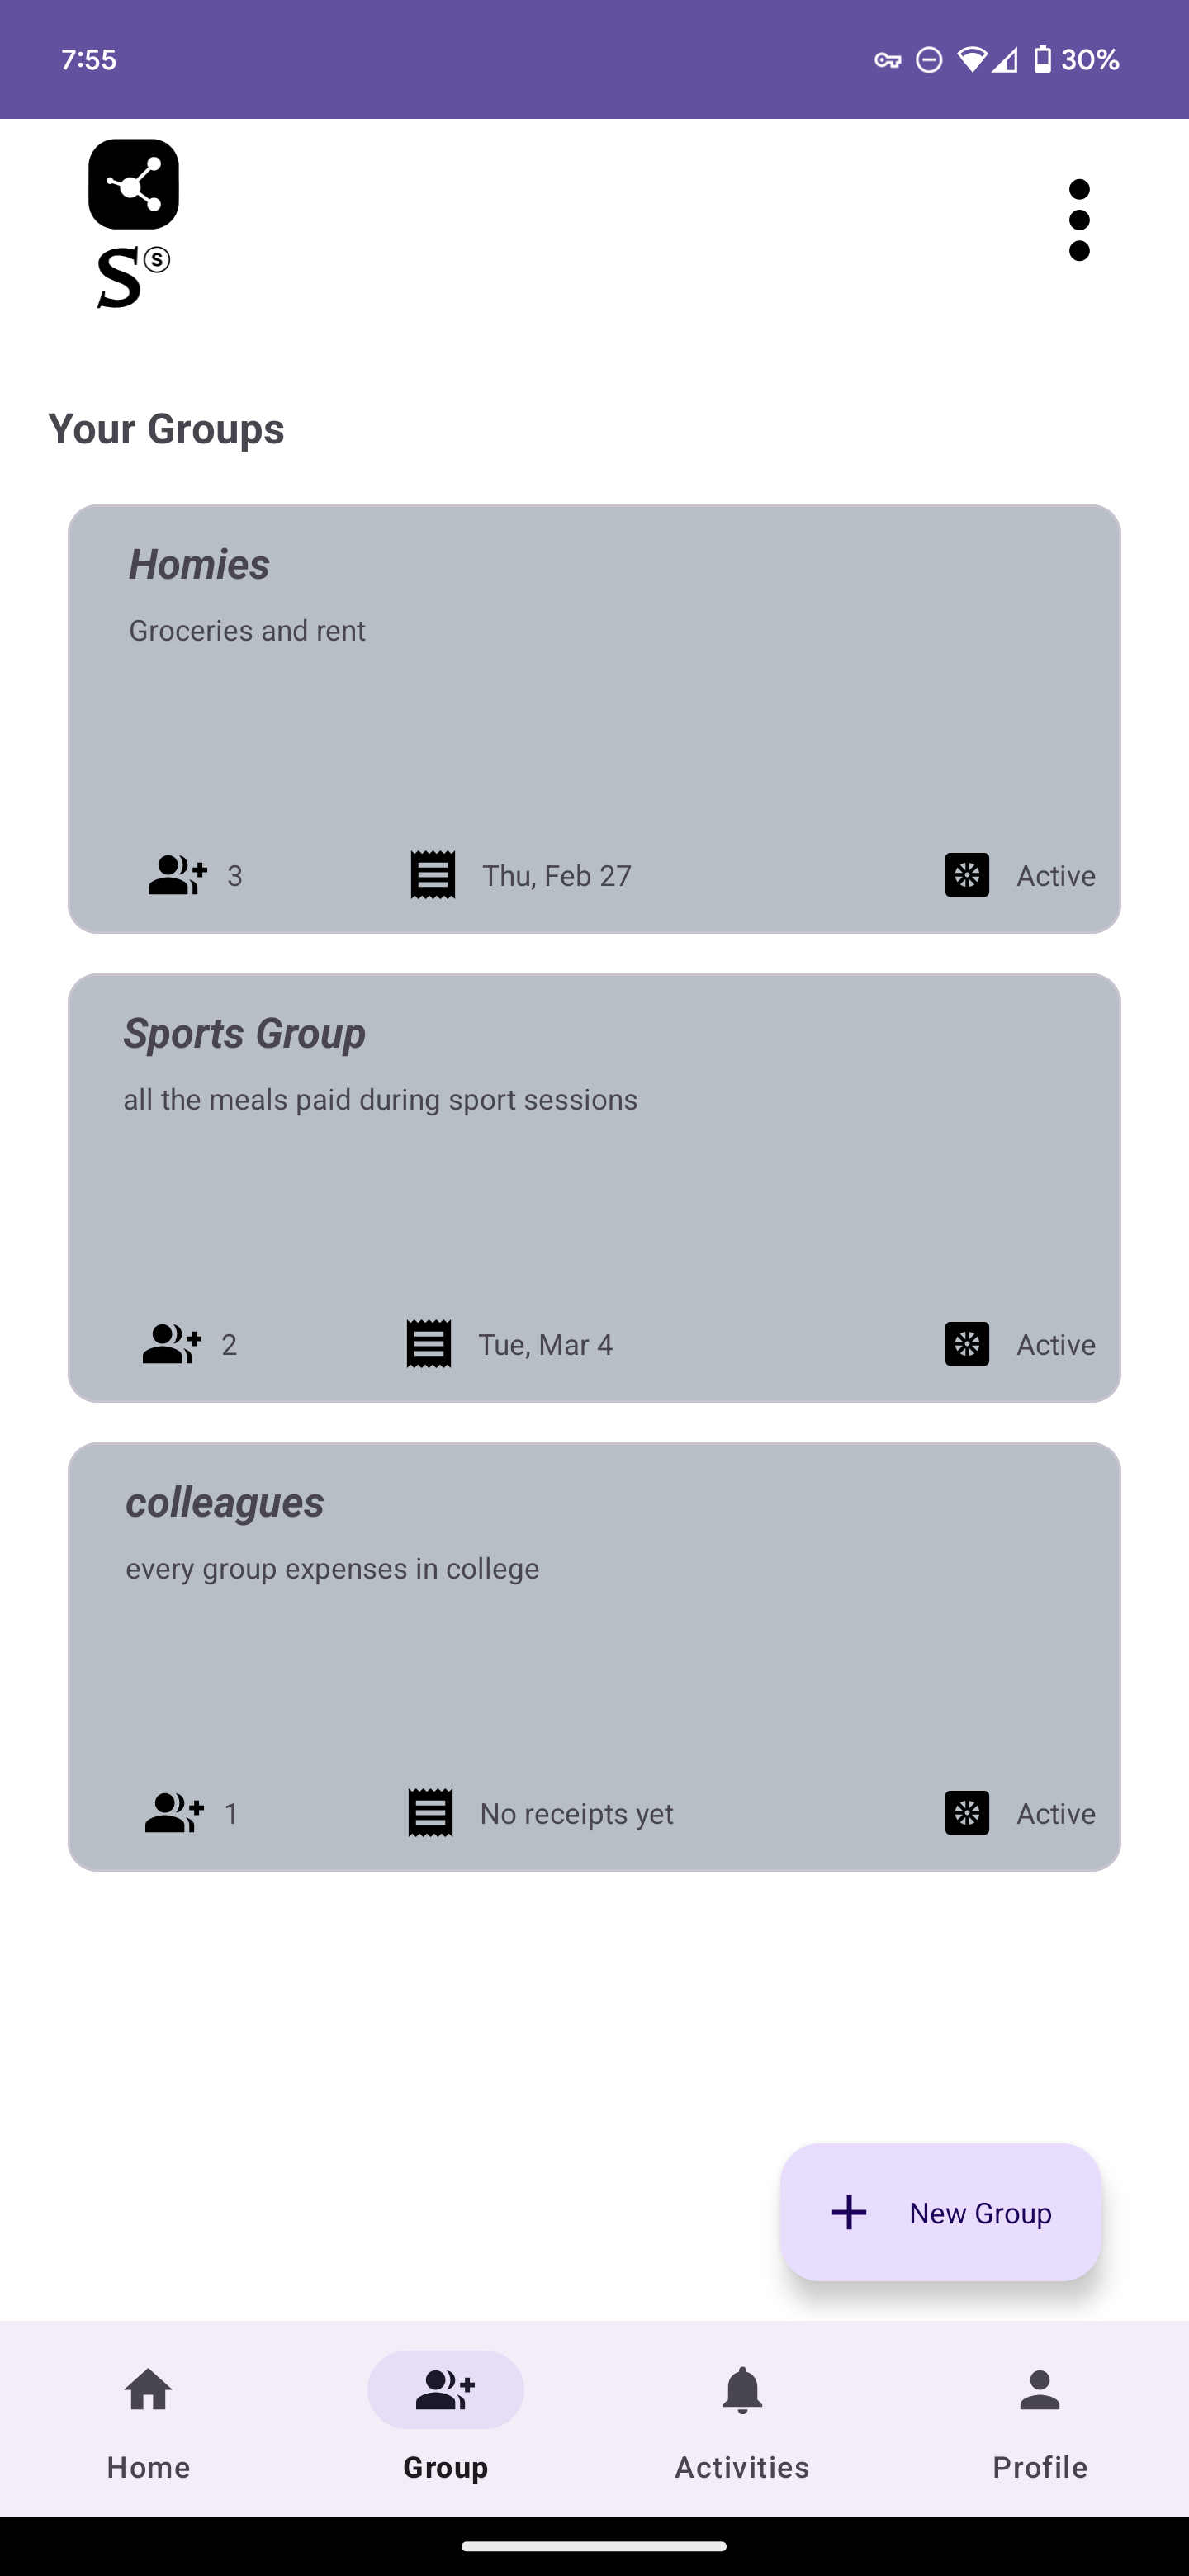 7:55 30%
S Ⓢ
Your Groups
Homies
Groceries and rent
3 Thu, Feb 27 Active
Sports Group
all the meals paid during sport sessions
2 Tue, Mar 4 Active
colleagues
every group expenses in college
1 No receipts yet Active
New Group
Home Group Activities Profile